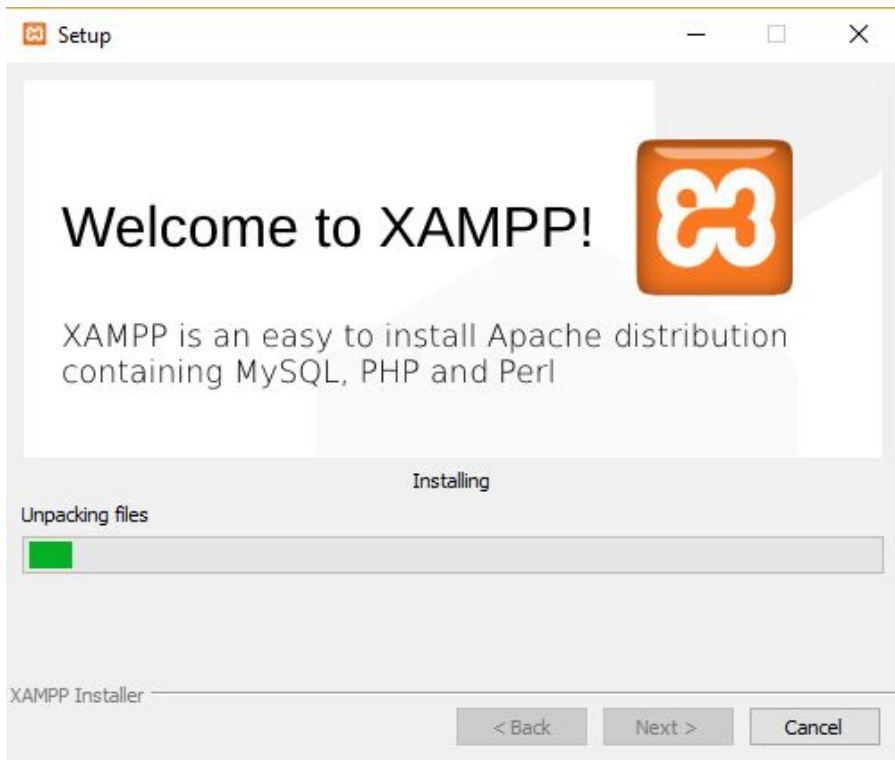 Setup
Welcome to XAMPP!
XAMPP is an easy to install Apache distribution
containing MySQL, PHP and Perl
Installing
Unpacking files
XAMPP Installer
< Back
Next >
Cancel